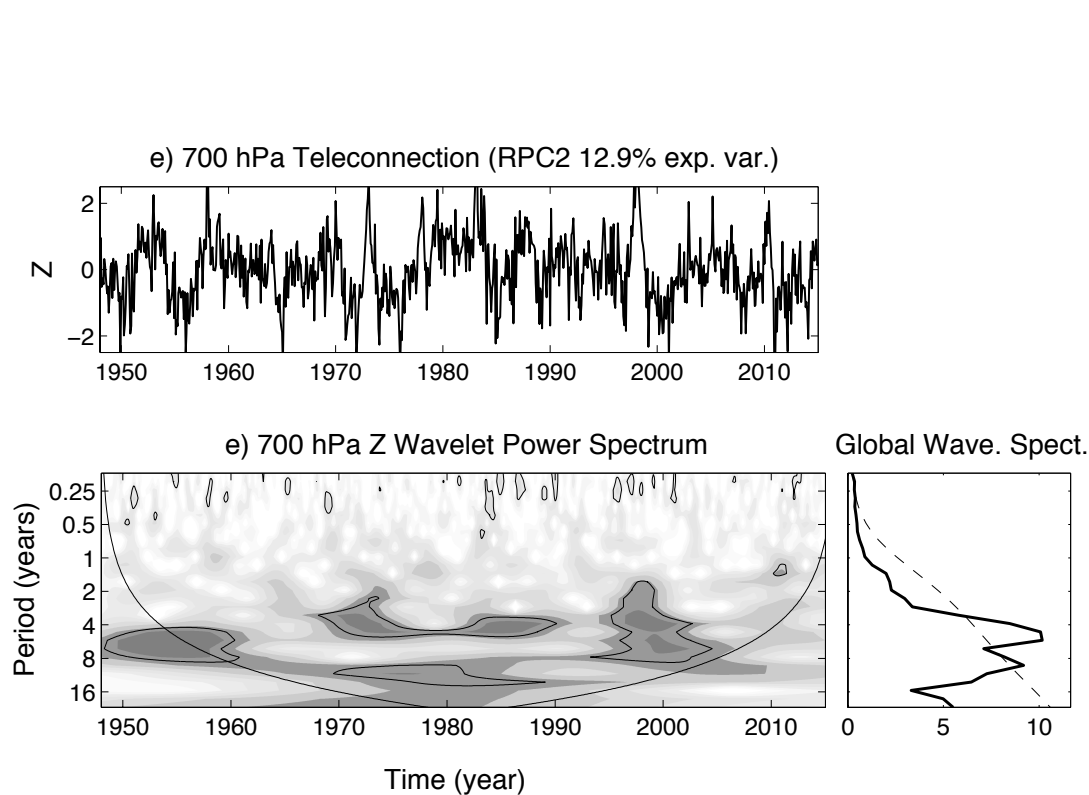 e) 700 hPa Teleconnection (RPC2 12.9% exp. var.)
2
0
−2
Z
1950 1960 1970 1980 1990 2000 2010
e) 700 hPa Z Wavelet Power Spectrum
Global Wave. Spect.
Period (years)
0.25
0.5
1
2
4
8
16
1950 1960 1970 1980 1990 2000 2010
0 5 10
Time (year)